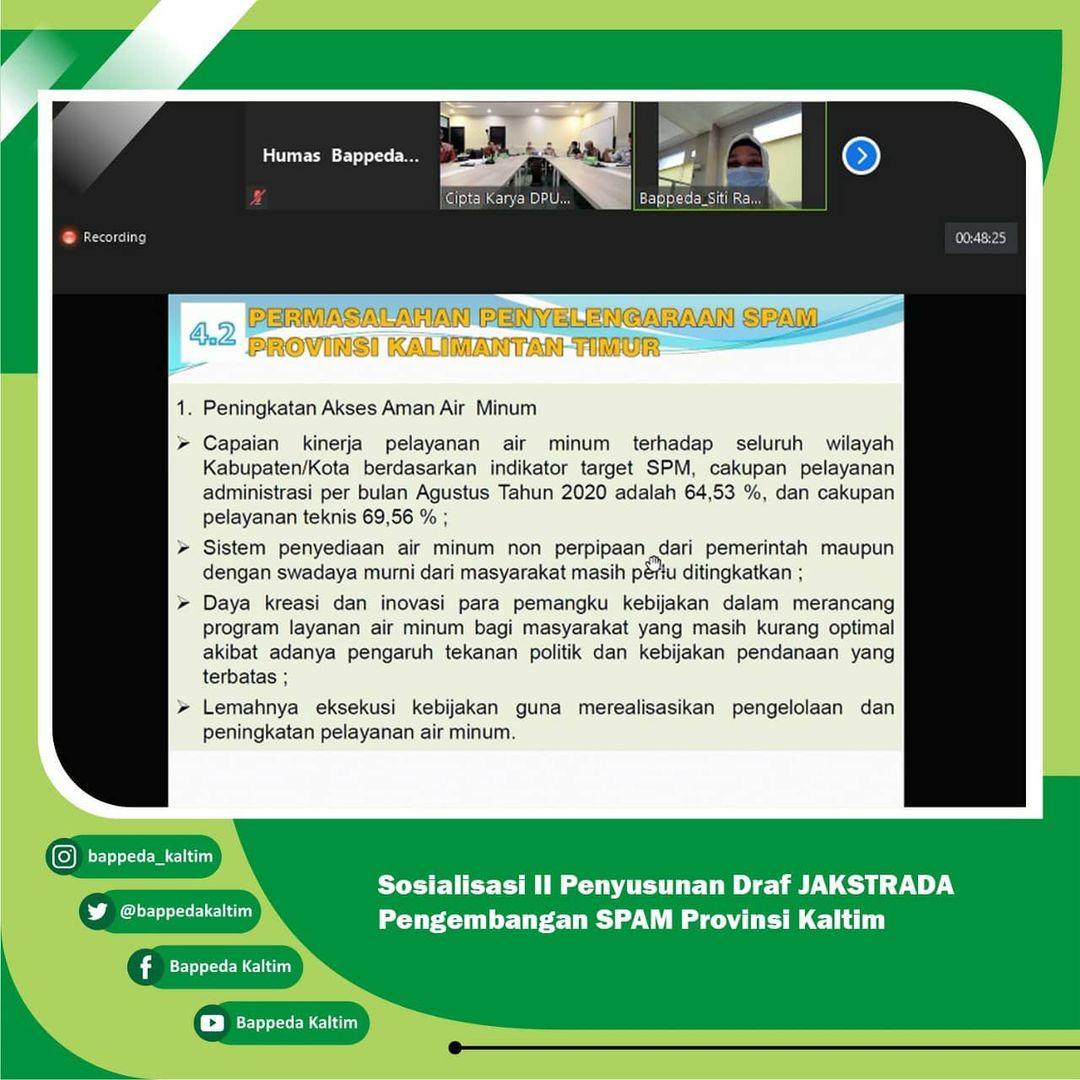 Humas Bappeda...
Cipta Karya DPU...
Bappeda_Siti Ra...
Recording
00:48:25
4.2
PERMASALAHAN PENYELENGARAAN SPAM
PROVINSI KALIMANTAN TIMUR
1. Peningkatan Akses Aman Air Minum
➢ Capaian kinerja pelayanan air minum terhadap seluruh wilayah
Kabupaten/Kota berdasarkan indikator target SPM, cakupan pelayanan
administrasi per bulan Agustus Tahun 2020 adalah 64,53 %, dan cakupan
pelayanan teknis 69,56 % ;
➢ Sistem penyediaan air minum non perpipaan dari pemerintah maupun
dengan swadaya murni dari masyarakat masih perlu ditingkatkan ;
➢ Daya kreasi dan inovasi para pemangku kebijakan dalam merancang
program layanan air minum bagi masyarakat yang masih kurang optimal
akibat adanya pengaruh tekanan politik dan kebijakan pendanaan yang
terbatas ;
➢ Lemahnya eksekusi kebijakan guna merealisasikan pengelolaan dan
peningkatan pelayanan air minum.
bappeda_kaltim
@bappedakaltim
Bappeda Kaltim
Bappeda Kaltim
Sosialisasi II Penyusunan Draf JAKSTRADA
Pengembangan SPAM Provinsi Kaltim